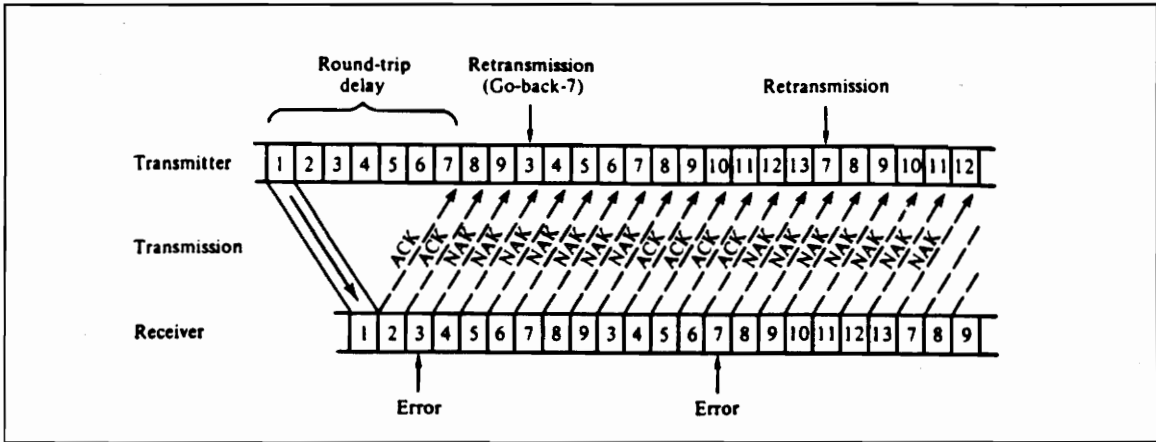 Round-trip
delay
Retransmission
(Go-back-7)
Retransmission
Transmitter
1 2 3 4 5 6 7 8 9 3 4 5 6 7 8 9 10 11 12 13 7 8 9 10 11 12
Transmission
ACK ACK NAK NAK NAK NAK NAK NAK NAK ACK ACK ACK NAK NAK NAK NAK NAK NAK
Receiver
1 2 3 4 5 6 7 8 9 3 4 5 6 7 8 9 10 11 12 13 7 8 9
Error
Error